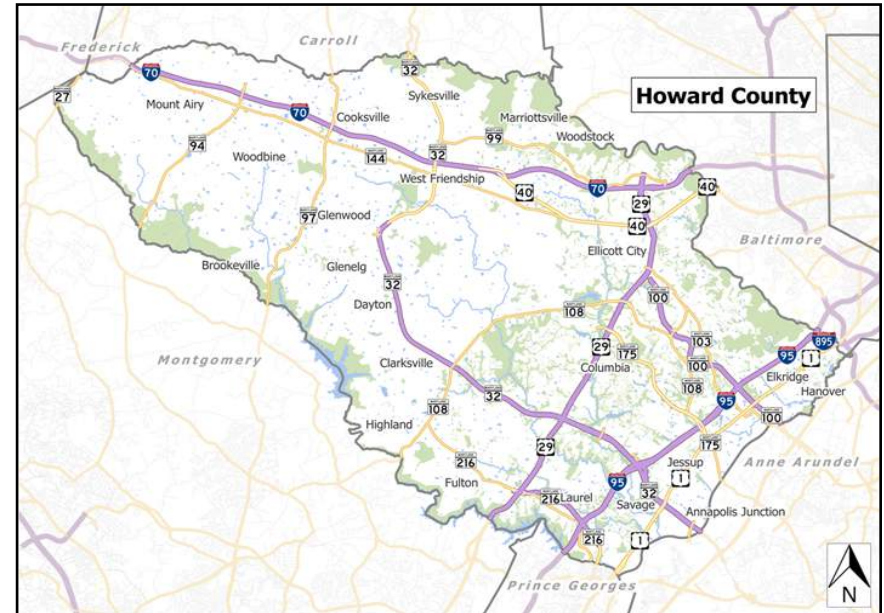 Frederick
Carroll
Howard County
70
32
27
Mount Airy
70
Cooksville
Sykesville
Marriottsville
Woodstock
94
Woodbine
144
32
99
West Friendship
40
70
29
40
97
Glenwood
40
Ellicott City
Baltimore
Brookeville
Glenelg
32
Dayton
100
108
29
175
103
895
95
1
Montgomery
Clarksville
Columbia
100
108
Elkridge
Hanover
32
95
100
108
Highland
29
175
216
Fulton
Jessup
Anne Arundel
95
1
216
Laurel
32
Savage
Annapolis Junction
216
1
Prince Georges
N